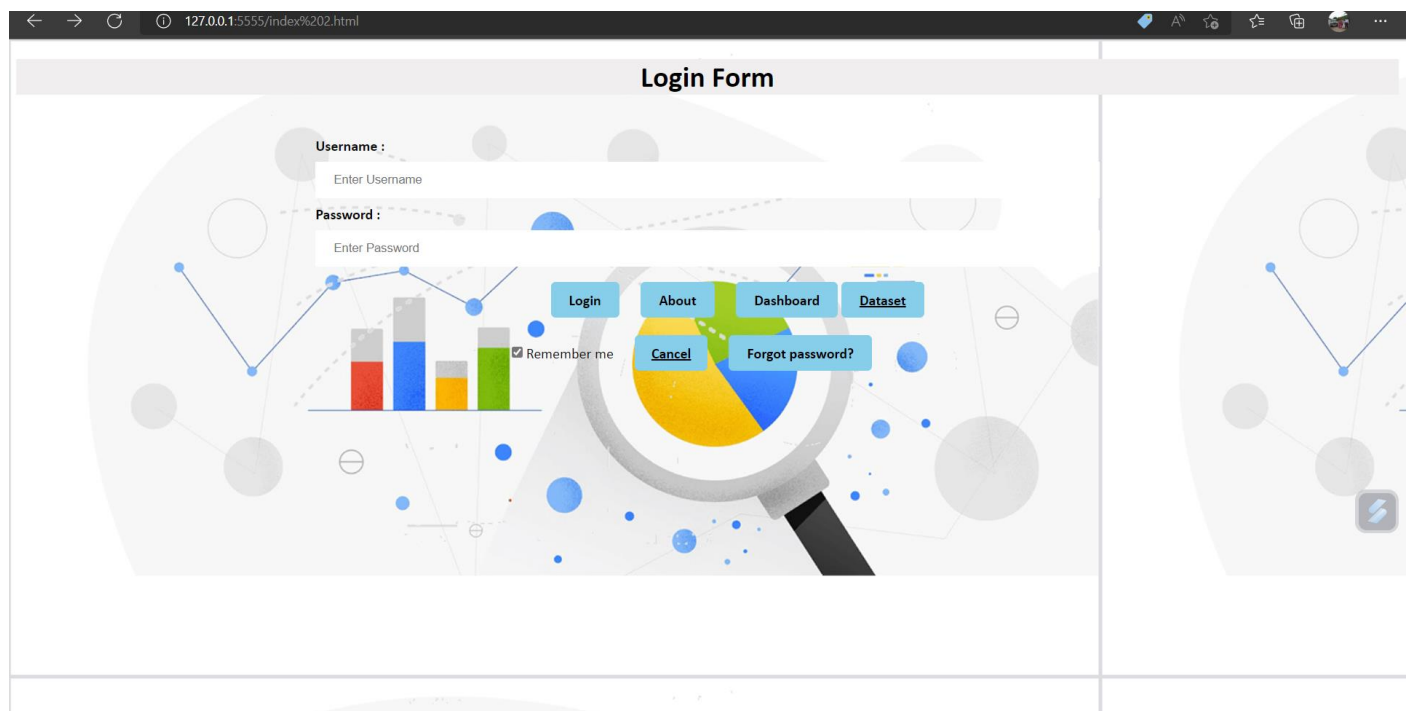 127.0.0.1:5555/index%202.html
Login Form
Username :
Enter Username
Password :
Enter Password
Login About Dashboard Dataset
Remember me Cancel Forgot password?